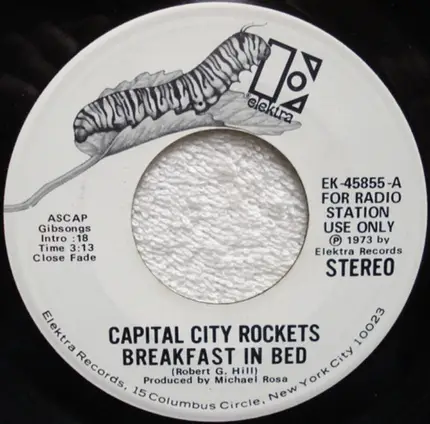 elektra
EK-45855-A
FOR RADIO
STATION
USE ONLY
Ⓟ 1973 by
Elektra Records
STEREO
ASCAP
Gibsongs
Intro :18
Time 3:13
Close Fade
CAPITAL CITY ROCKETS
BREAKFAST IN BED
(Robert G. Hill)
Produced by Michael Rosa
Elektra Records, 15 Columbus Circle, New York City 10023